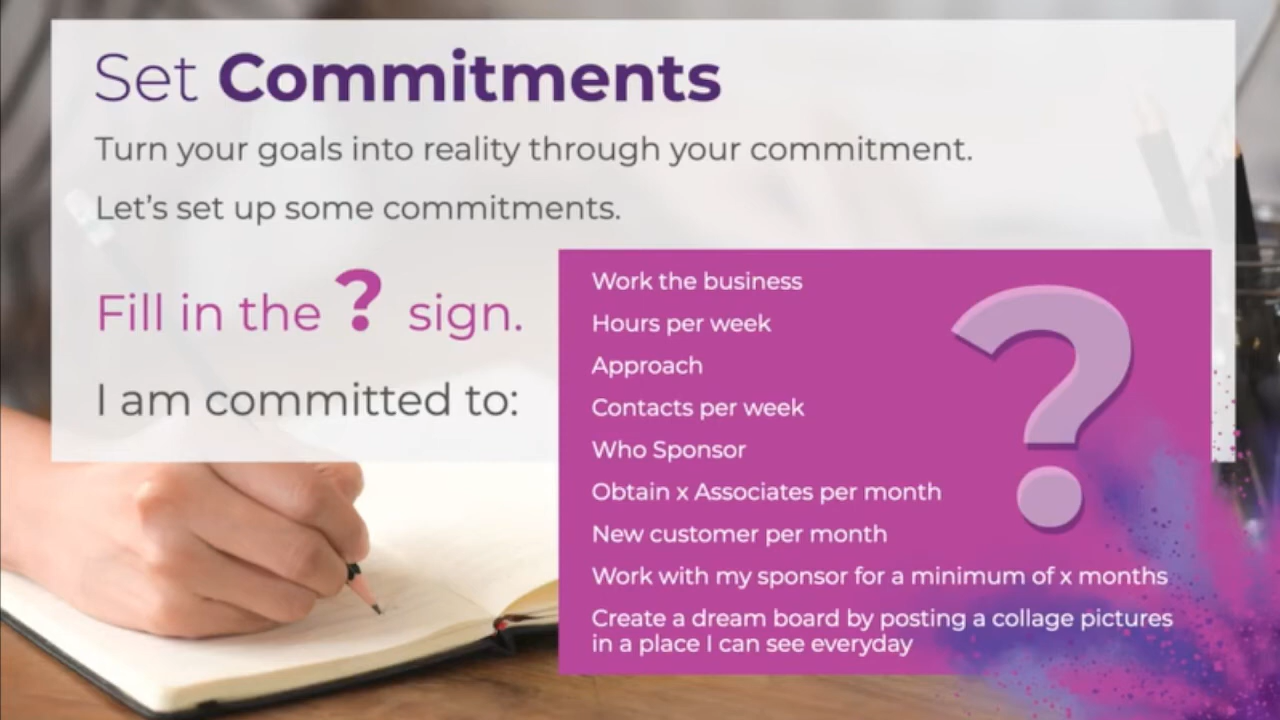 Set Commitments
Turn your goals into reality through your commitment.
Let's set up some commitments.
Fill in the ? sign.
I am committed to:
Work the business
Hours per week
Approach
Contacts per week
Who Sponsor
Obtain x Associates per month
New customer per month
Work with my sponsor for a minimum of x months
Create a dream board by posting a collage pictures
in a place I can see everyday
?